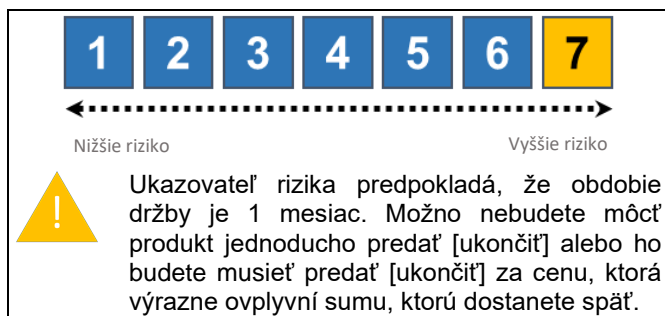 1 2 3 4 5 6 7
Nižšie riziko Vyššie riziko
!
Ukazovateľ rizika predpokladá, že obdobie
držby je 1 mesiac. Možno nebudete môcť
produkt jednoducho predať [ukončiť] alebo ho
budete musieť predať [ukončiť] za cenu, ktorá
výrazne ovplyvní sumu, ktorú dostanete späť.